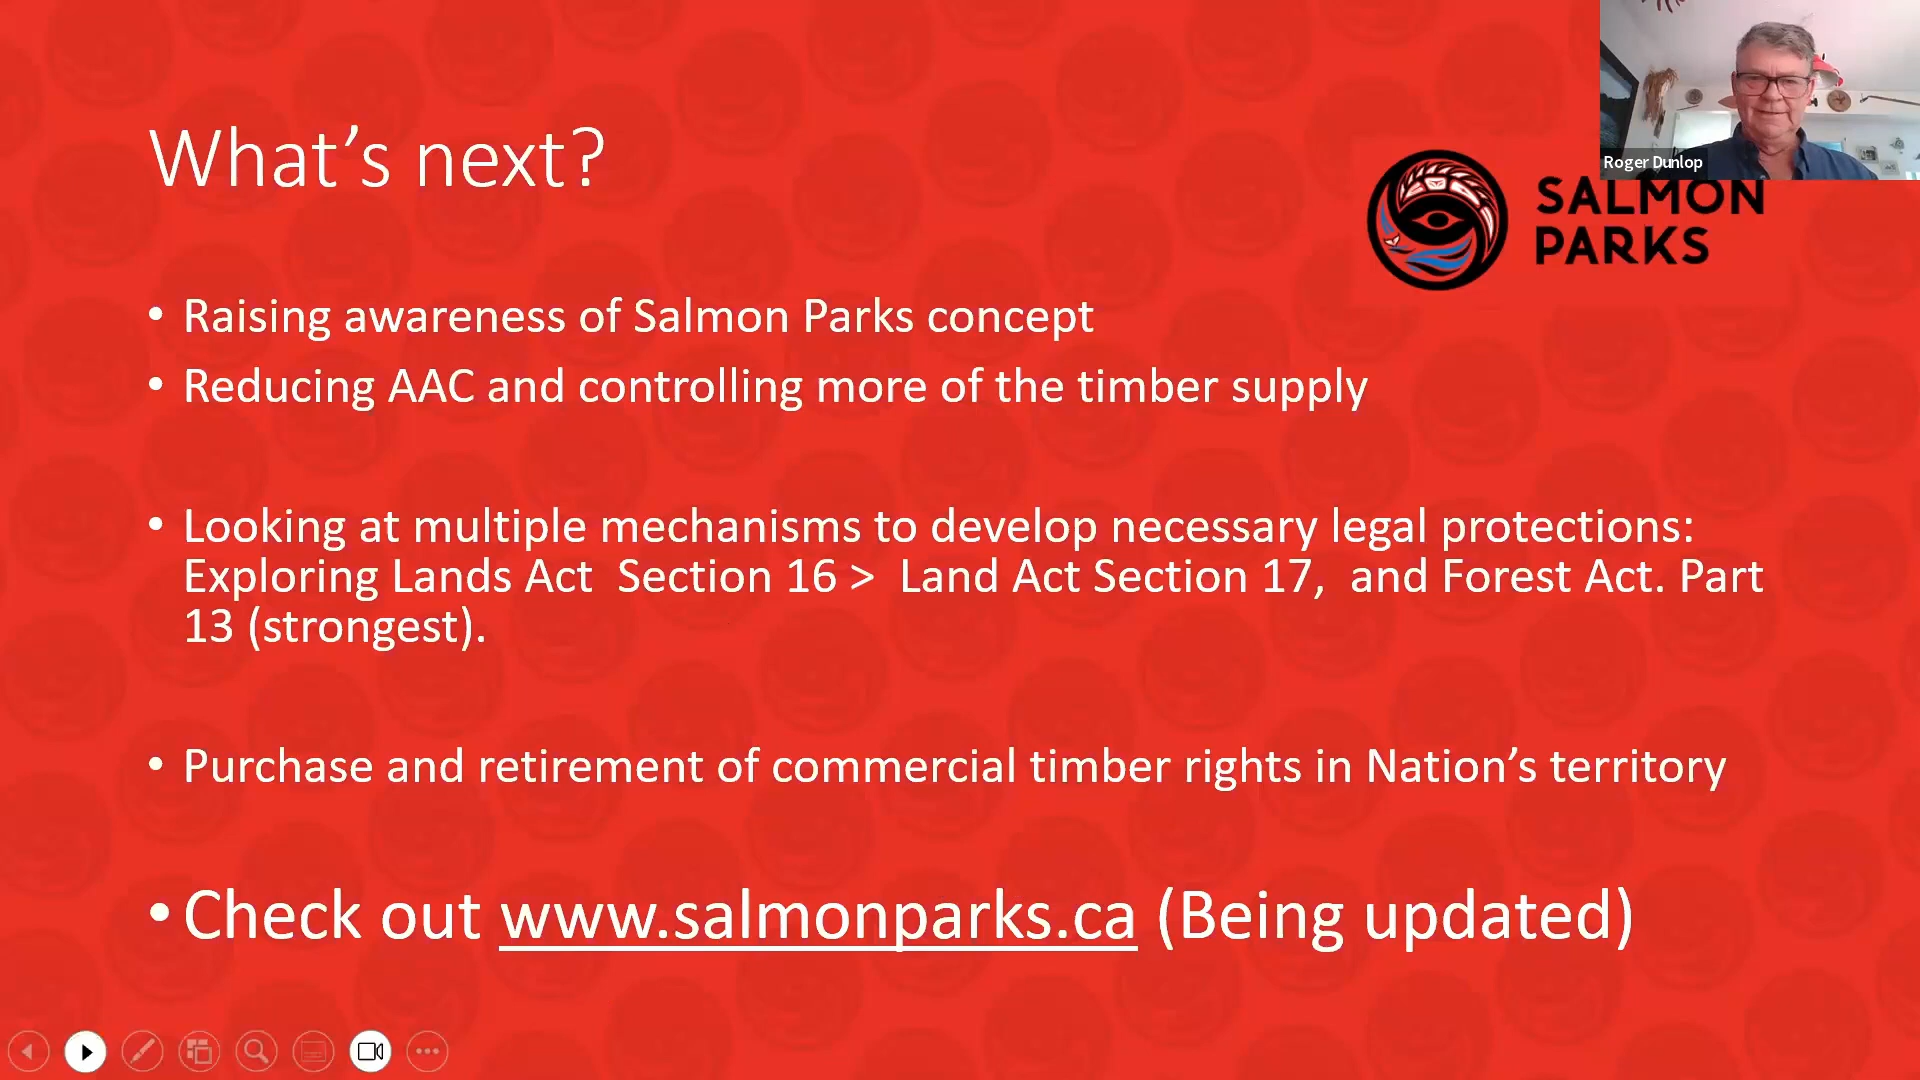 Roger Dunlop
What's next?
SALMON
PARKS
• Raising awareness of Salmon Parks concept
• Reducing AAC and controlling more of the timber supply
• Looking at multiple mechanisms to develop necessary legal protections:
Exploring Lands Act  Section 16 >  Land Act Section 17,  and Forest Act. Part
13 (strongest).
• Purchase and retirement of commercial timber rights in Nation's territory
• Check out www.salmonparks.ca (Being updated)